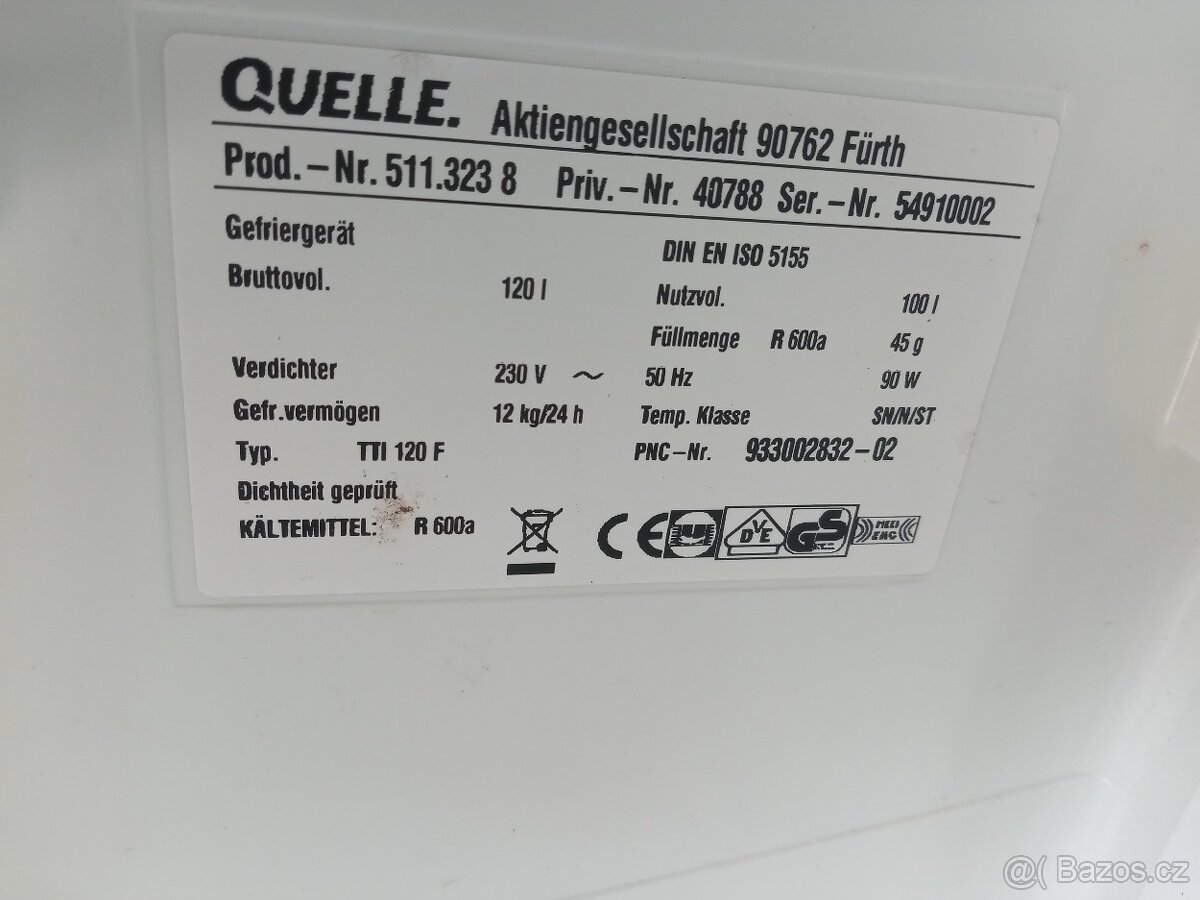 QUELLE. Aktiengesellschaft 90762 Fürth
Prod.-Nr. 511.323 8 Priv.-Nr. 40788 Ser.-Nr. 54910002
Gefriergerät DIN EN ISO 5155
Bruttovol. 120 l Nutzvol. 100 l
Füllmenge R 600a 45 g
Verdichter 230 V ~ 50 Hz 90 W
Gefr.vermögen 12 kg/24 h Temp. Klasse SN/N/ST
Typ. TTI 120 F PNC-Nr. 933002832-02
Dichtheit geprüft
KÄLTEMITTEL: R 600a CE VDE GS EMC
@( Bazos.cz